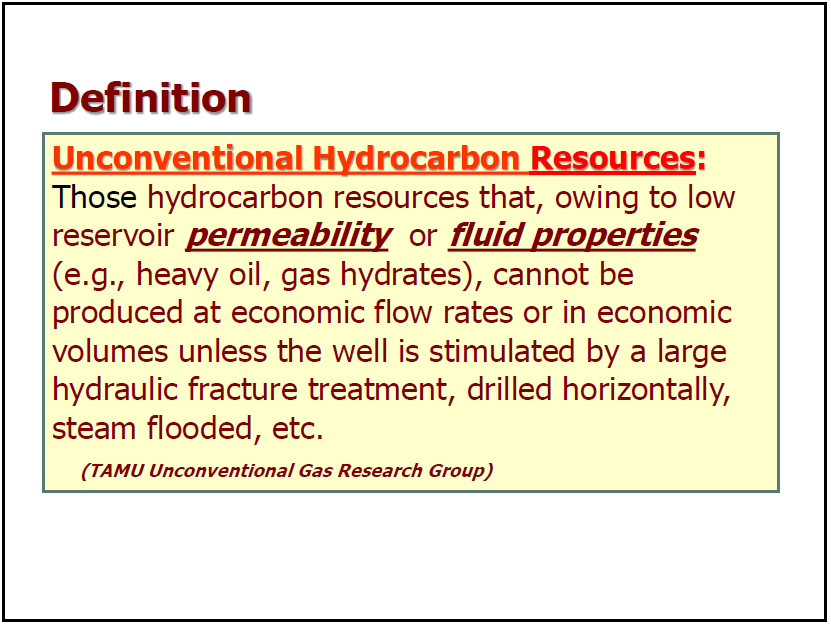 Definition
Unconventional Hydrocarbon Resources:
Those hydrocarbon resources that, owing to low
reservoir permeability or fluid properties
(e.g., heavy oil, gas hydrates), cannot be
produced at economic flow rates or in economic
volumes unless the well is stimulated by a large
hydraulic fracture treatment, drilled horizontally,
steam flooded, etc.
(TAMU Unconventional Gas Research Group)